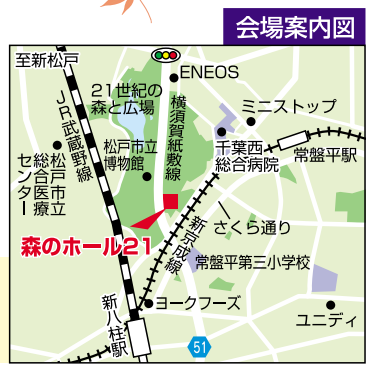 会場案内図
至新松戸
ENEOS
21世紀の
森と広場
横須賀紙敷線
ミニストップ
JR武蔵野線
松戸市立
博物館
千葉西
総合病院
常盤平駅
松戸市立
総合医療
センター
さくら通り
新京成線
森のホール21
常盤平第三小学校
新八柱駅
ヨークフーズ
ユニディ
51